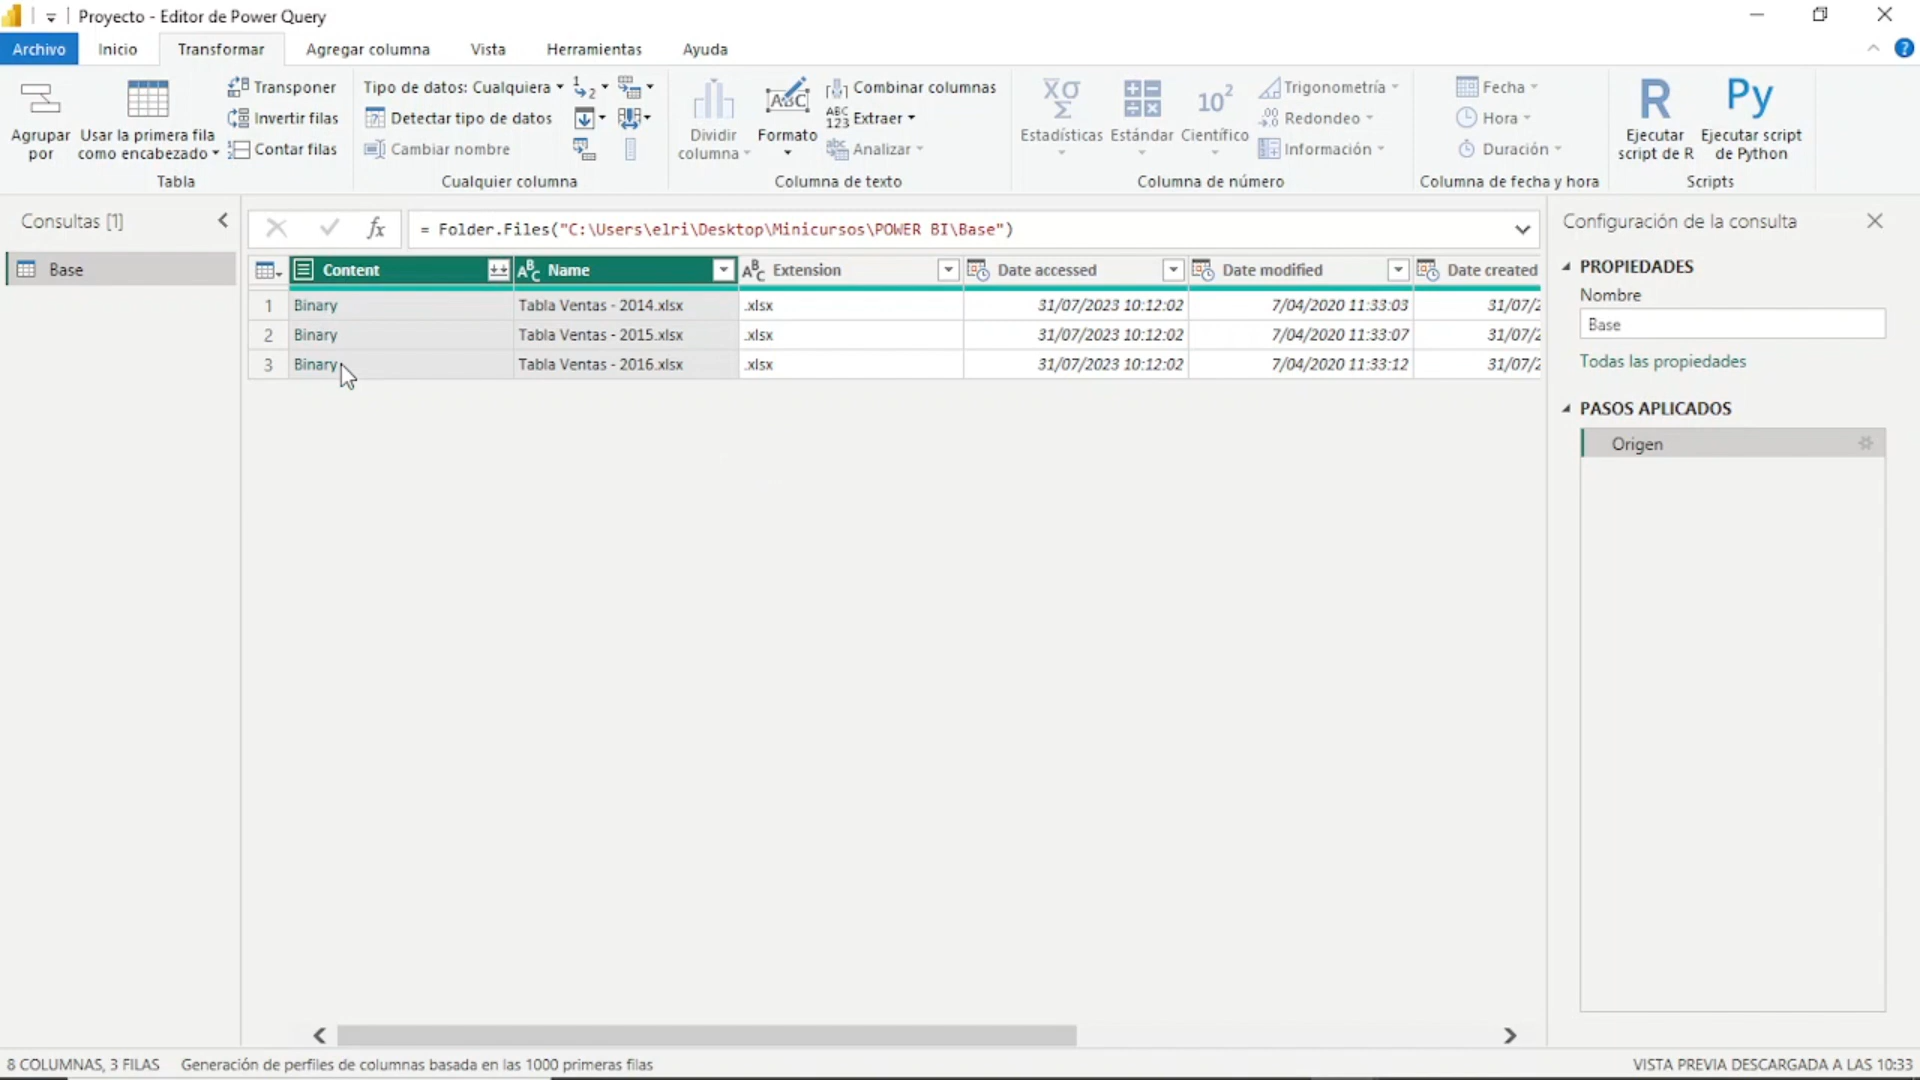 Proyecto - Editor de Power Query
Archivo Inicio Transformar Agregar columna Vista Herramientas Ayuda
Agrupar por
Usar la primera fila como encabezado
Transponer
Invertir filas
Contar filas
Tabla
Tipo de datos: Cualquiera
Detectar tipo de datos
Cambiar nombre
Cualquier columna
Dividir columna
Formato
Combinar columnas
Extraer
Analizar
Columna de texto
Estadísticas
Estándar
Científico
Trigonometría
Redondeo
Información
Columna de número
Fecha
Hora
Duración
Columna de fecha y hora
Ejecutar script de R
Ejecutar script de Python
Scripts
Consultas [1]
Base
= Folder.Files("C:\Users\elri\Desktop\Minicursos\POWER BI\Base")
Content Name Extension Date accessed Date modified Date created
1 Binary Tabla Ventas - 2014.xlsx .xlsx 31/07/2023 10:12:02 7/04/2020 11:33:03 31/07/2
2 Binary Tabla Ventas - 2015.xlsx .xlsx 31/07/2023 10:12:02 7/04/2020 11:33:07 31/07/2
3 Binary Tabla Ventas - 2016.xlsx .xlsx 31/07/2023 10:12:02 7/04/2020 11:33:12 31/07/2
Configuración de la consulta
PROPIEDADES
Nombre
Base
Todas las propiedades
PASOS APLICADOS
Origen
8 COLUMNAS, 3 FILAS Generación de perfiles de columnas basada en las 1000 primeras filas
VISTA PREVIA DESCARGADA A LAS 10:33